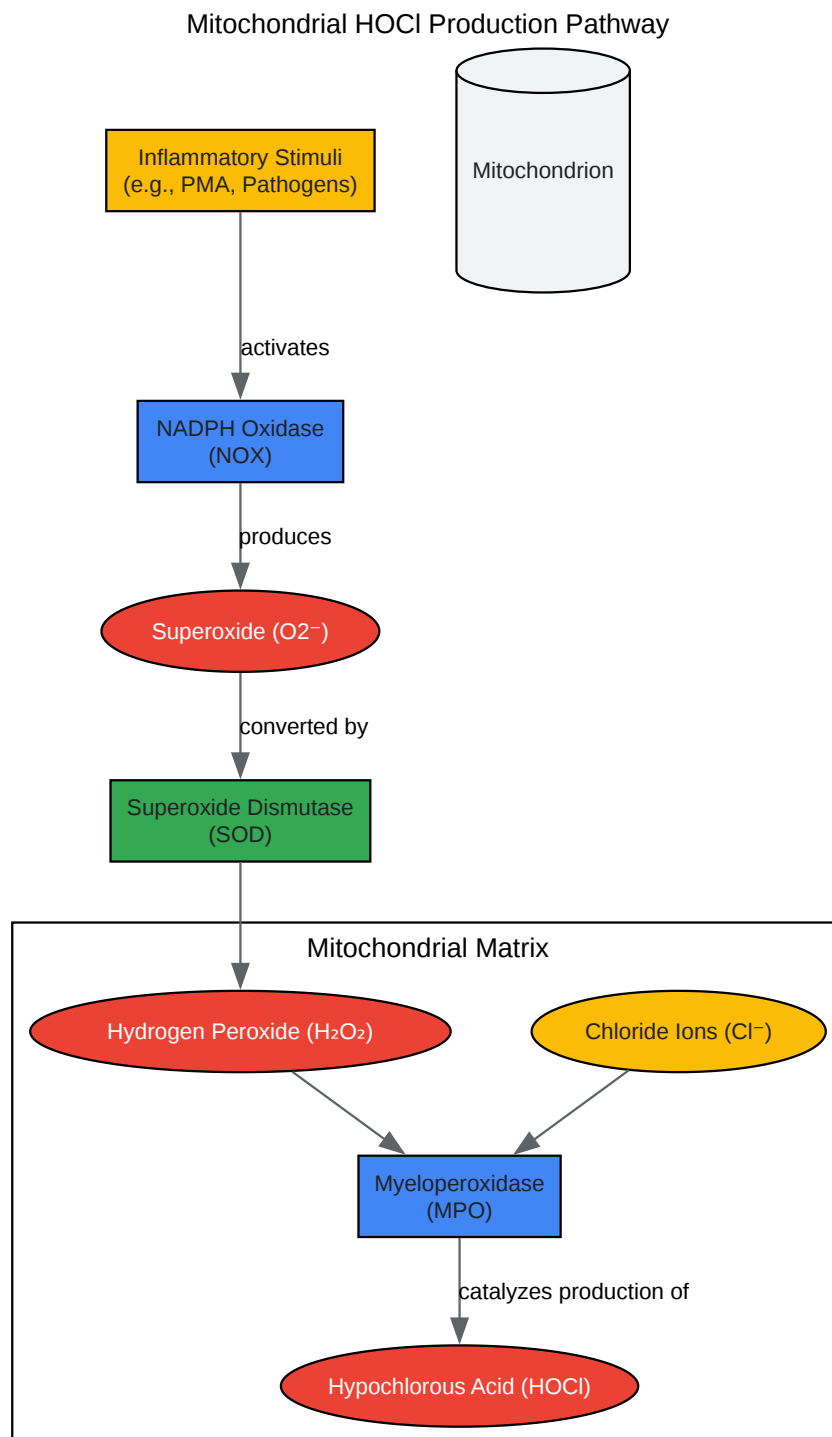 Mitochondrial HOCl Production Pathway
Mitochondrion
Inflammatory Stimuli
(e.g., PMA, Pathogens)
activates
NADPH Oxidase
(NOX)
produces
Superoxide (O2⁻)
converted by
Superoxide Dismutase
(SOD)
Mitochondrial Matrix
Hydrogen Peroxide (H₂O₂)
Chloride Ions (Cl⁻)
Myeloperoxidase
(MPO)
catalyzes production of
Hypochlorous Acid (HOCl)